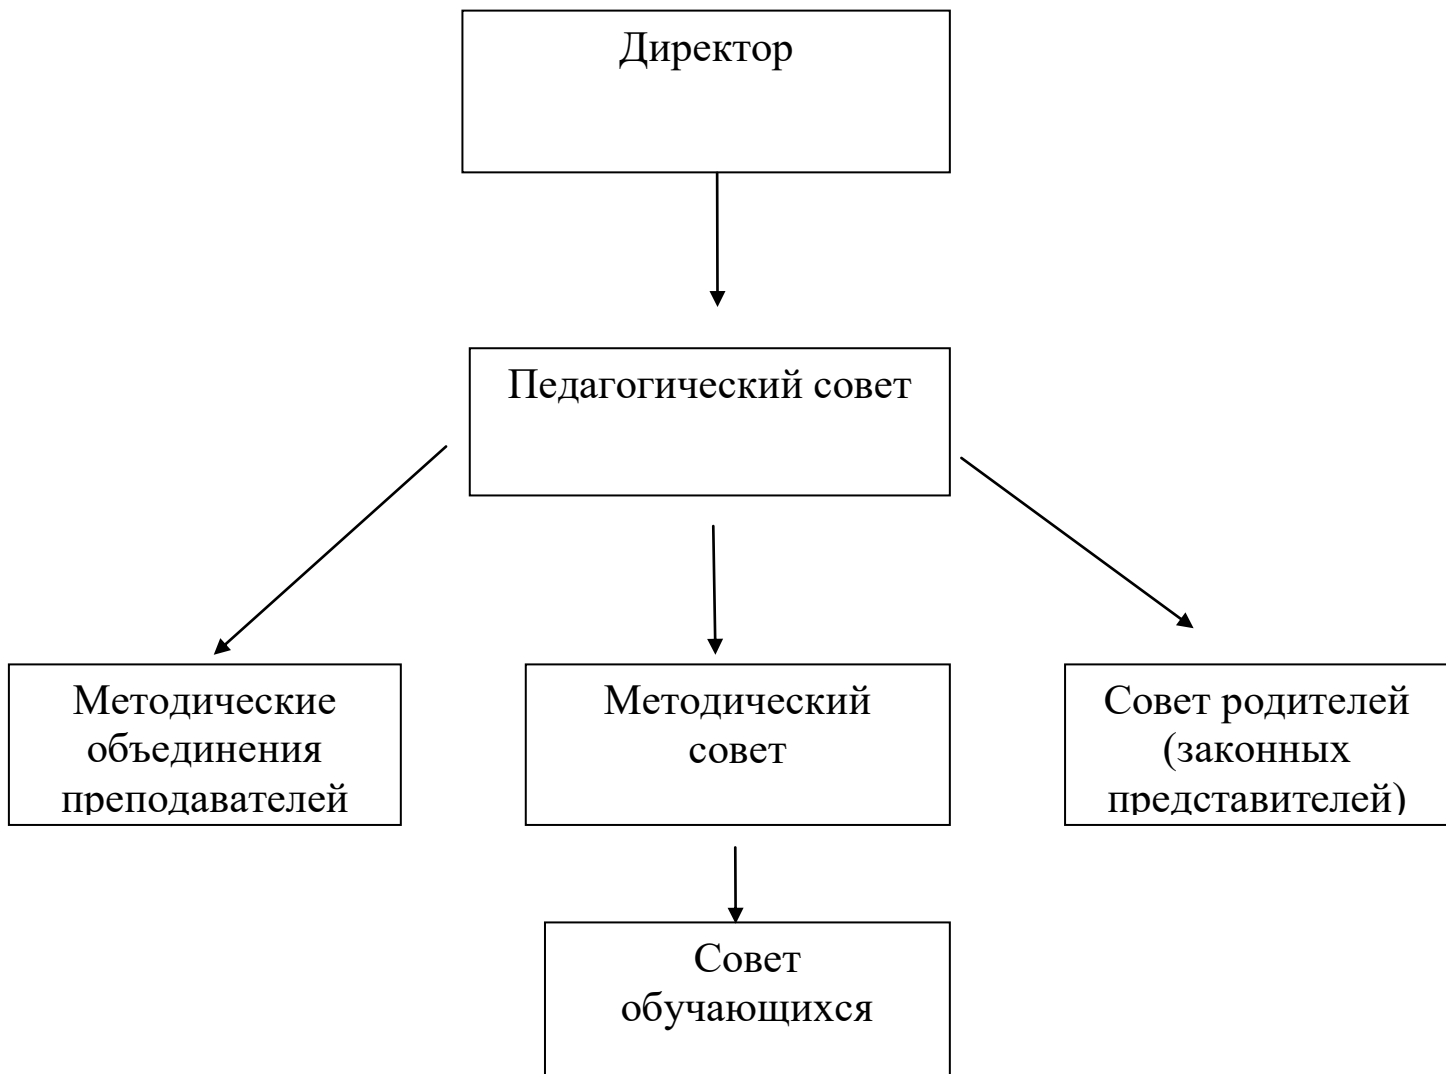 Директор
Педагогический совет
Методические
объединения
преподавателей
Методический
совет
Совет родителей
(законных
представителей)
Совет
обучающихся